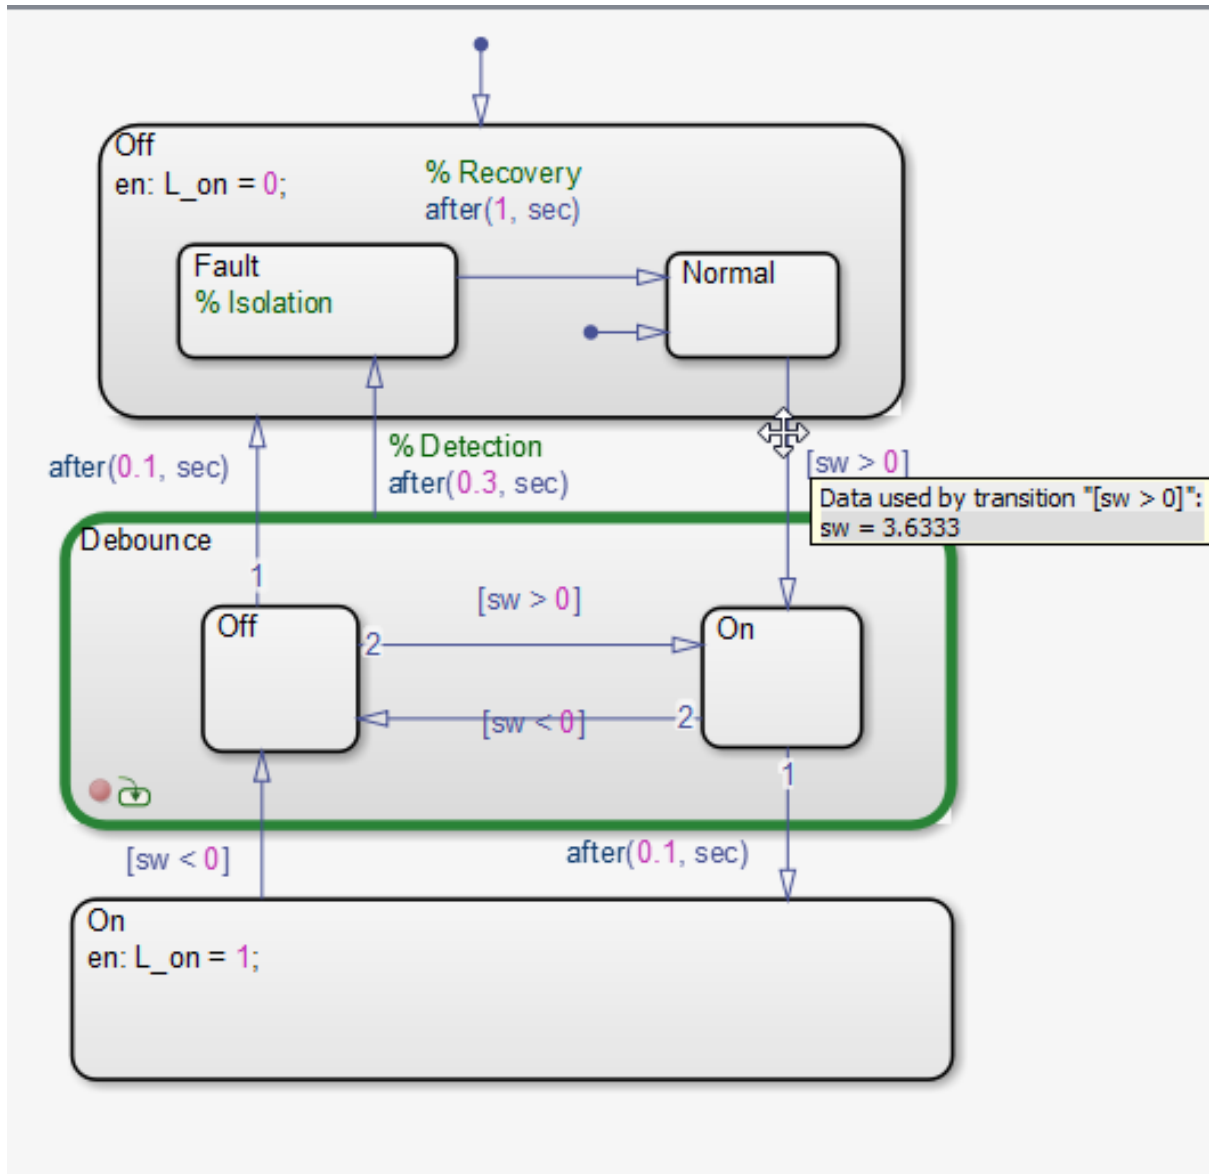 Off
en: L_on = 0;
% Recovery
after(1, sec)
Fault
% Isolation
Normal
after(0.1, sec)
% Detection
after(0.3, sec)
[sw > 0]
Data used by transition "[sw > 0]":
sw = 3.6333
Debounce
1
[sw > 0]
Off
2
On
[sw < 0]
2
1
[sw < 0]
after(0.1, sec)
On
en: L_on = 1;